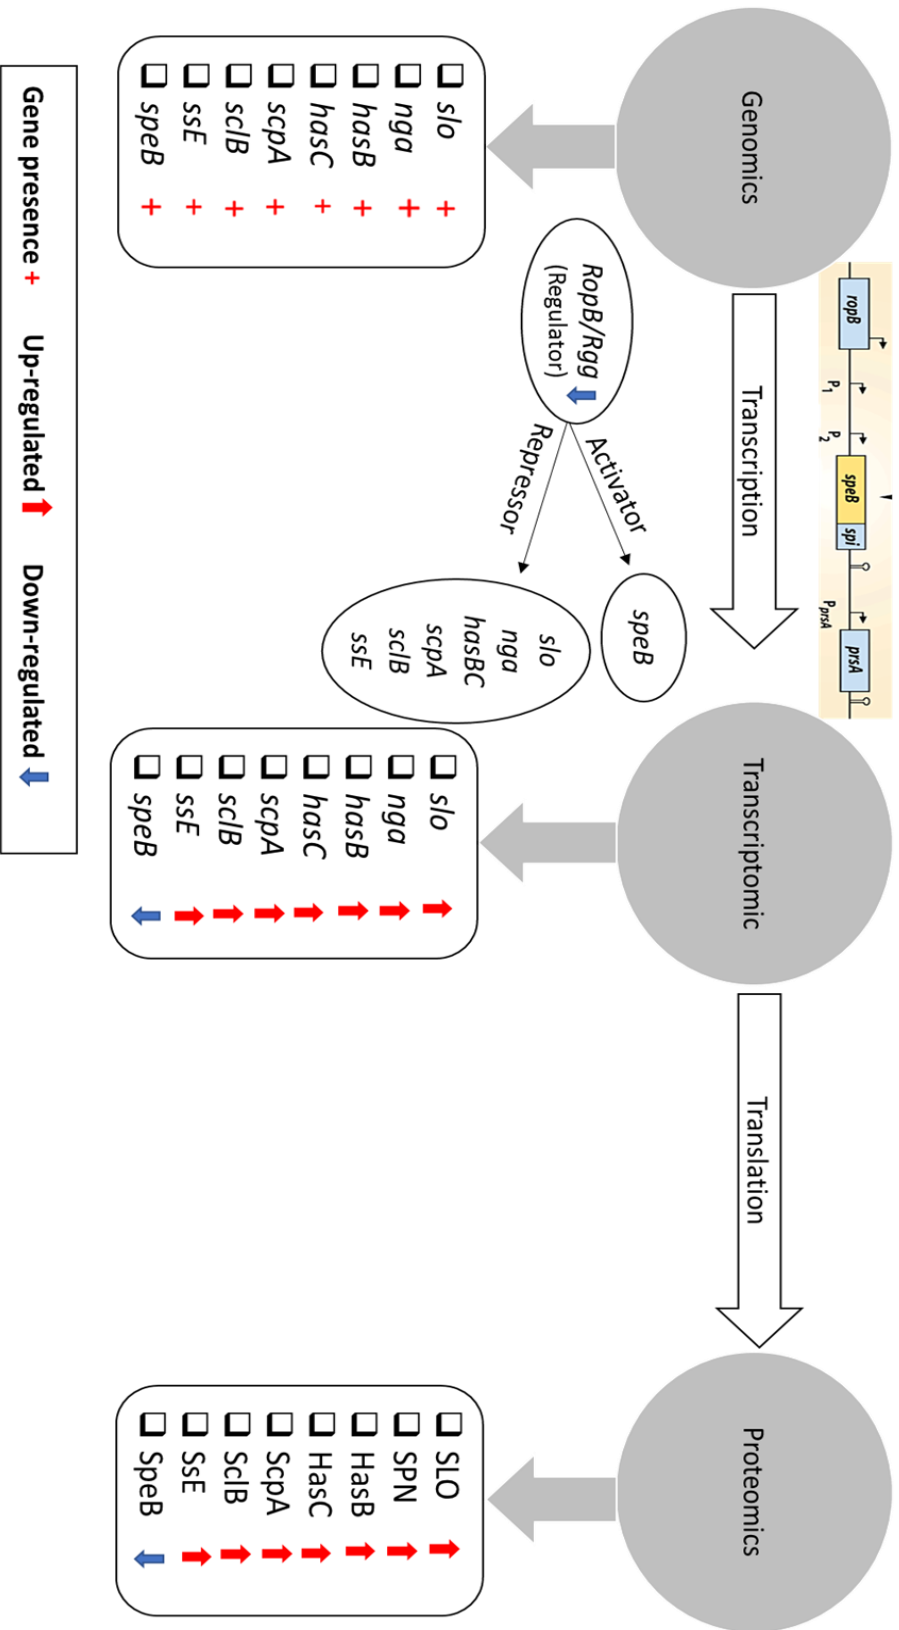 ropB
P1
P2
speB
spi
PprsA
prsA
Genomics
Transcription
Transcriptomic
Translation
Proteomics
RopB/Rgg
(Regulator)
Activator
Repressor
speB
slo
nga
hasBC
scpA
sclB
ssE
slo +
nga +
hasB +
hasC +
scpA +
sclB +
ssE +
speB +
slo
nga
hasB
hasC
scpA
sclB
ssE
speB
SLO
SPN
HasB
HasC
ScpA
SclB
SsE
SpeB
Gene presence + Up-regulated Down-regulated